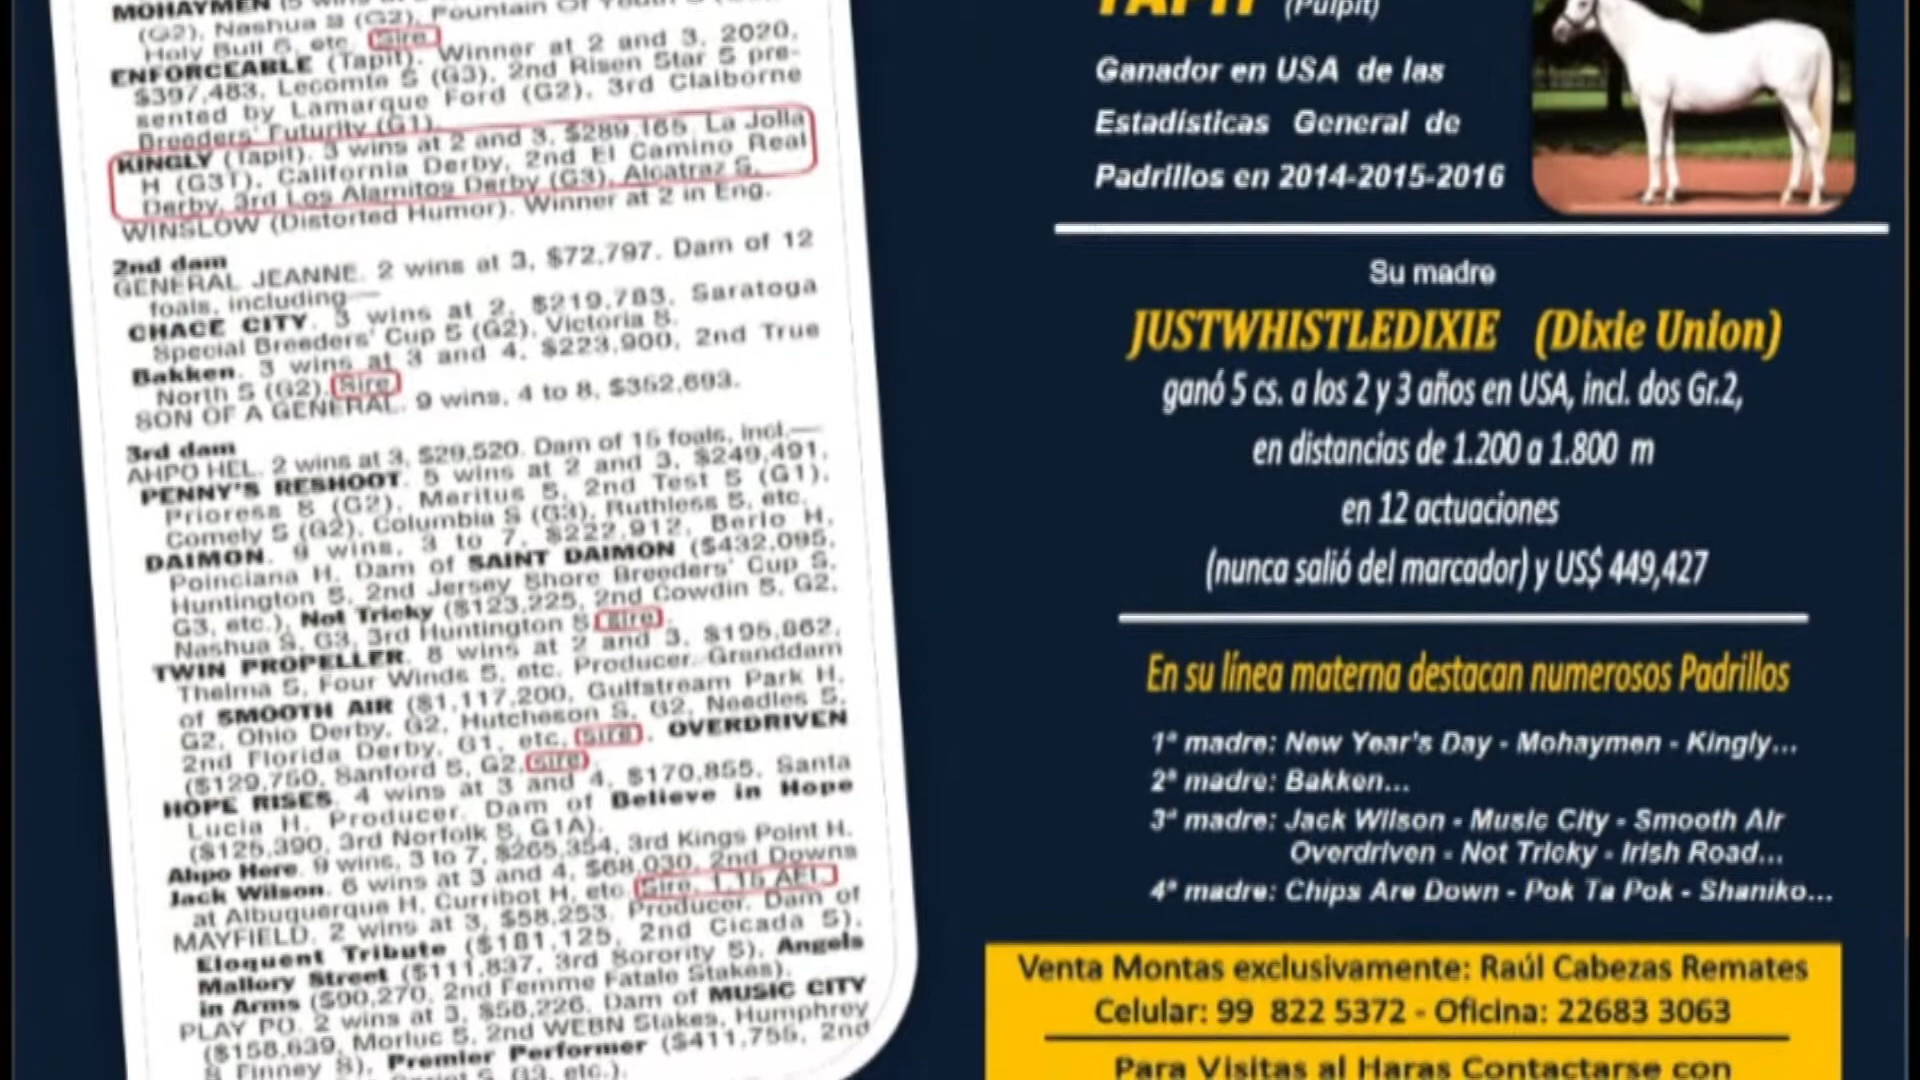 MOHAYMEN (5 wins at
(G2), Nashua S (G2), Fountain Of Youth S
Holy Bull S, etc. Sire.
ENFORCEABLE (Tapit). Winner at 2 and 3, 2020,
$397,483, Lecomte S (G3), 2nd Risen Star S pre-
sented by Lamarque Ford (G2), 3rd Claiborne
Breeders' Futurity (G1).
KINGLY (Tapit). 3 wins at 2 and 3, $289,165, La Jolla
H (G3T), California Derby, 2nd El Camino Real
Derby, 3rd Los Alamitos Derby (G3), Alcatraz S.
WINSLOW (Distorted Humor). Winner at 2 in Eng.
2nd dam
GENERAL JEANNE. 2 wins at 3, $72,797. Dam of 12
foals, including—
CHACE CITY. 3 wins at 2, $219,783, Saratoga
Special Breeders' Cup S (G2), Victoria S.
Bakken. 3 wins at 3 and 4, $223,900, 2nd True
North S (G2). Sire.
SON OF A GENERAL. 9 wins, 4 to 8, $352,693.
3rd dam
AHPO HEL. 2 wins at 3, $29,520. Dam of 15 foals, incl.—
PENNY'S RESHOOT. 5 wins at 2 and 3, $249,491,
Prioress S (G2), Meritus S, 2nd Test S (G1),
Comely S (G2), Columbia S (G3), Ruthless S, etc.
DAIMON. 9 wins, 3 to 7, $222,912, Berlo H,
Poinciana H. Dam of SAINT DAIMON ($432,095,
Huntington S, 2nd Jersey Shore Breeders' Cup S,
G3, etc.), Not Tricky ($123,225, 2nd Cowdin S, G2,
Nashua S, G3, 3rd Huntington S sire
TWIN PROPELLER. 8 wins at 2 and 3, $195,862,
Thelma S, Four Winds S, etc. Producer. Granddam
of SMOOTH AIR ($1,117,200, Gulfstream Park H,
G2, Ohio Derby, G2, Hutcheson S, G2, Needles S,
2nd Florida Derby, G1, etc. sire), OVERDRIVEN
($129,750, Sanford S, G2, sire
HOPE RISES. 4 wins at 3 and 4, $170,855, Santa
Lucia H. Producer. Dam of Believe in Hope
($125,390, 3rd Norfolk S, G1A).
Ahpo Here. 9 wins, 3 to 7, $265,354, 3rd Kings Point H.
Jack Wilson. 6 wins at 3 and 4, $68,030, 2nd Downs
at Albuquerque H, Curribot H, etc. Sire, 1.15 AEI.
MAYFIELD. 2 wins at 3, $58,253. Producer. Dam of
Eloquent Tribute ($181,125, 2nd Cicada S),
Mallory Street ($111,837, 3rd Sorority S), Angels
in Arms ($90,270, 2nd Femme Fatale Stakes).
PLAY PO. 2 wins at 3, $58,226. Dam of MUSIC CITY
($158,639, Morluc S, 2nd WEBN Stakes, Humphrey
S Finney S), Premier Performer ($411,755, 2nd
Sprint S, G3, etc.).
TAPIT (Pulpit)
Ganador en USA de las
Estadísticas General de
Padrillos en 2014-2015-2016
Su madre
JUSTWHISTLEDIXIE (Dixie Union)
ganó 5 cs. a los 2 y 3 años en USA, incl. dos Gr.2,
en distancias de 1.200 a 1.800 m
en 12 actuaciones
(nunca salió del marcador) y US$ 449,427
En su línea materna destacan numerosos Padrillos
1ª madre: New Year's Day - Mohaymen - Kingly...
2ª madre: Bakken...
3ª madre: Jack Wilson - Music City - Smooth Air
Overdriven - Not Tricky - Irish Road...
4ª madre: Chips Are Down - Pok Ta Pok - Shaniko...
Venta Montas exclusivamente: Raúl Cabezas Remates
Celular: 99 822 5372 - Oficina: 22683 3063
Para Visitas al Haras Contactarse con